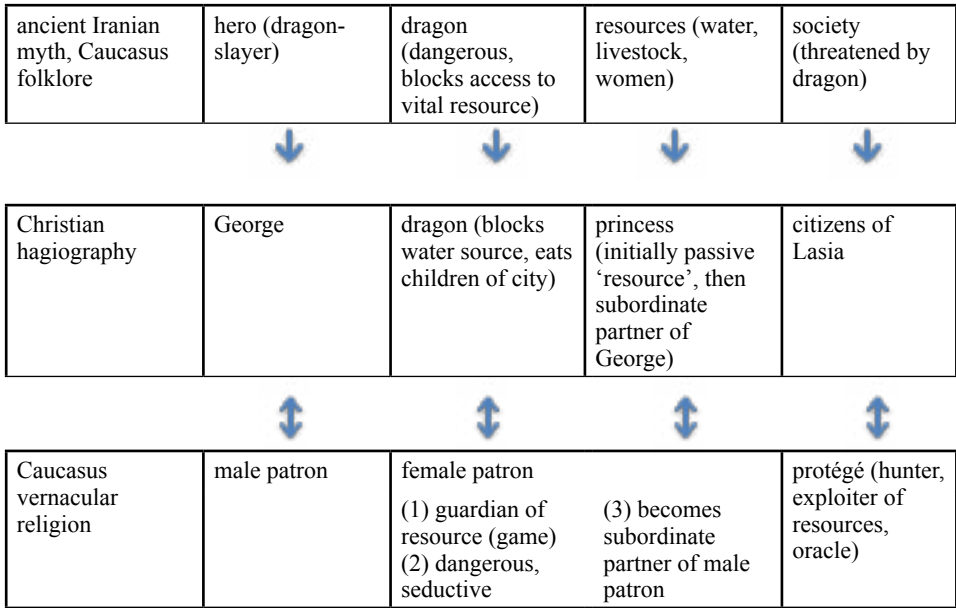 ancient Iranian
myth, Caucasus
folklore
hero (dragon-
slayer)
dragon
(dangerous,
blocks access to
vital resource)
resources (water,
livestock,
women)
society
(threatened by
dragon)
Christian
hagiography
George
dragon (blocks
water source, eats
children of city)
princess
(initially passive
‘resource’, then
subordinate
partner of
George)
citizens of
Lasia
Caucasus
vernacular
religion
male patron
female patron
(1) guardian of
resource (game)
(2) dangerous,
seductive
(3) becomes
subordinate
partner of male
patron
protégé (hunter,
exploiter of
resources,
oracle)